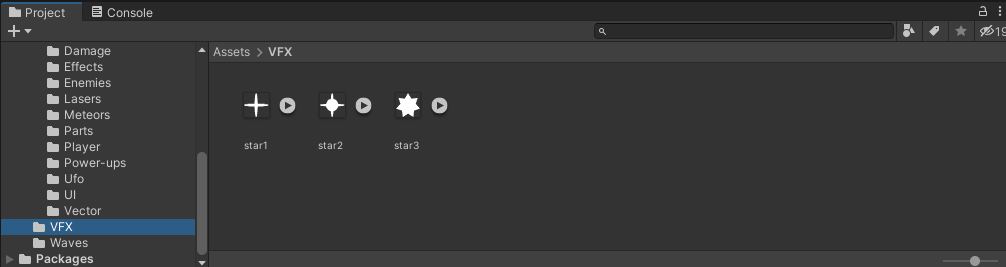 Project
Console
19
Assets > VFX
Damage
Effects
Enemies
Lasers
Meteors
Parts
Player
Power-ups
Ufo
UI
Vector
VFX
Waves
Packages
star1
star2
star3